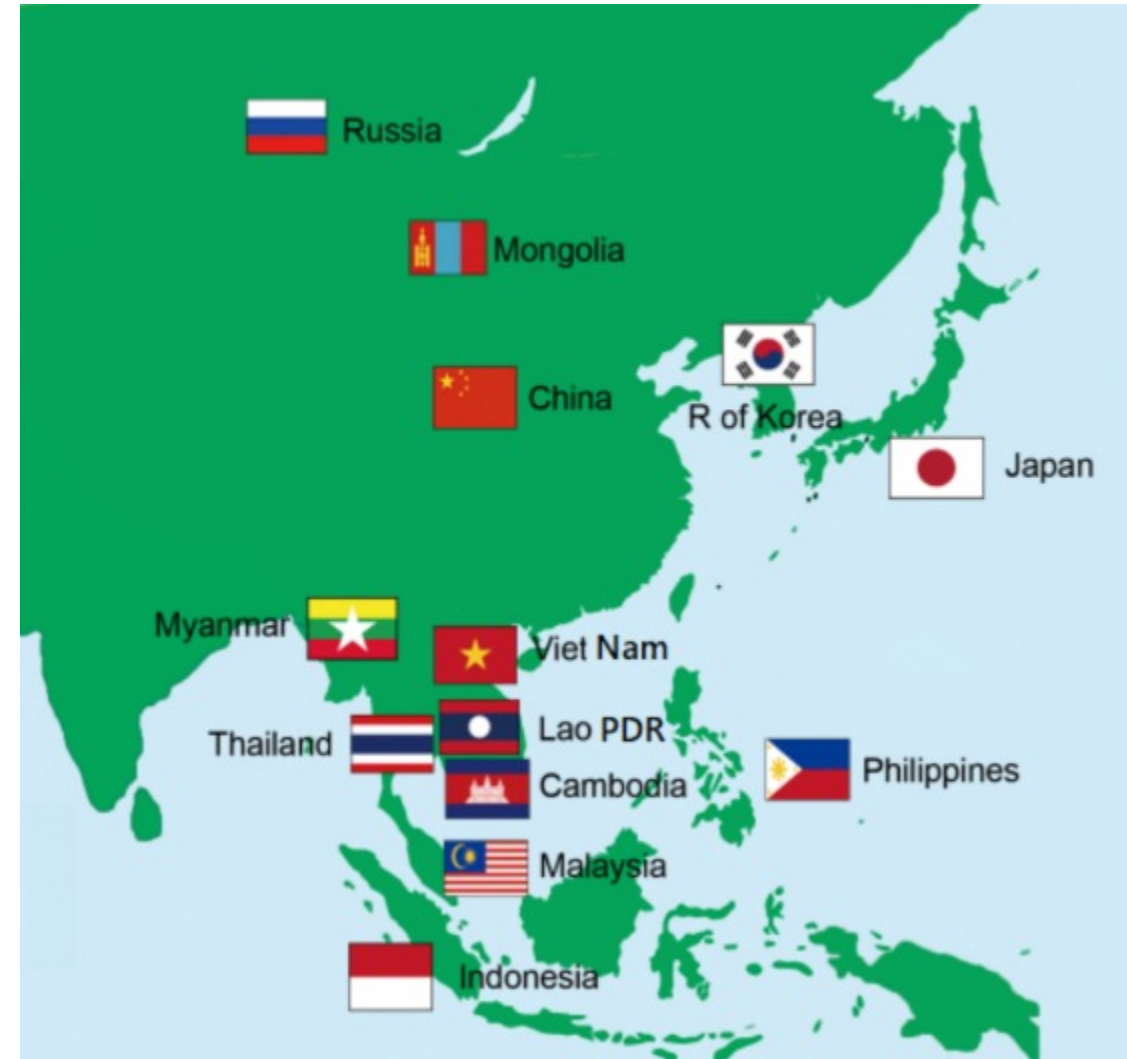 Russia
Mongolia
China
R of Korea
Japan
Myanmar
Viet Nam
Lao PDR
Thailand
Cambodia
Philippines
Malaysia
Indonesia